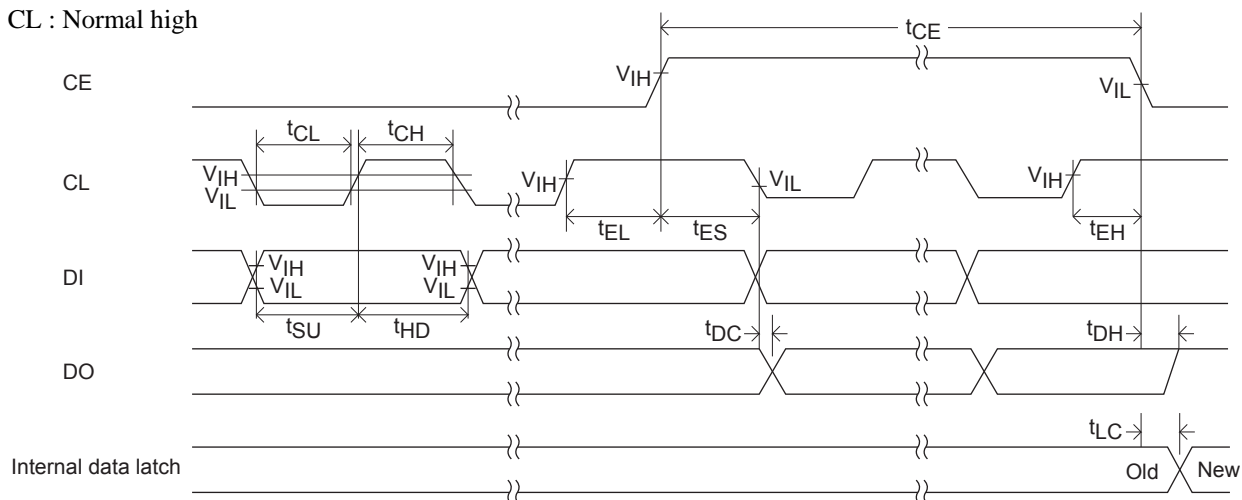 CL : Normal high
tCE
CE
VIH
VIL
tCL
tCH
CL
VIH
VIL
VIH
VIL
VIH
tEL
tES
tEH
DI
VIH
VIL
VIH
VIL
tSU
tHD
tDC
tDH
DO
tLC
Internal data latch
Old
New